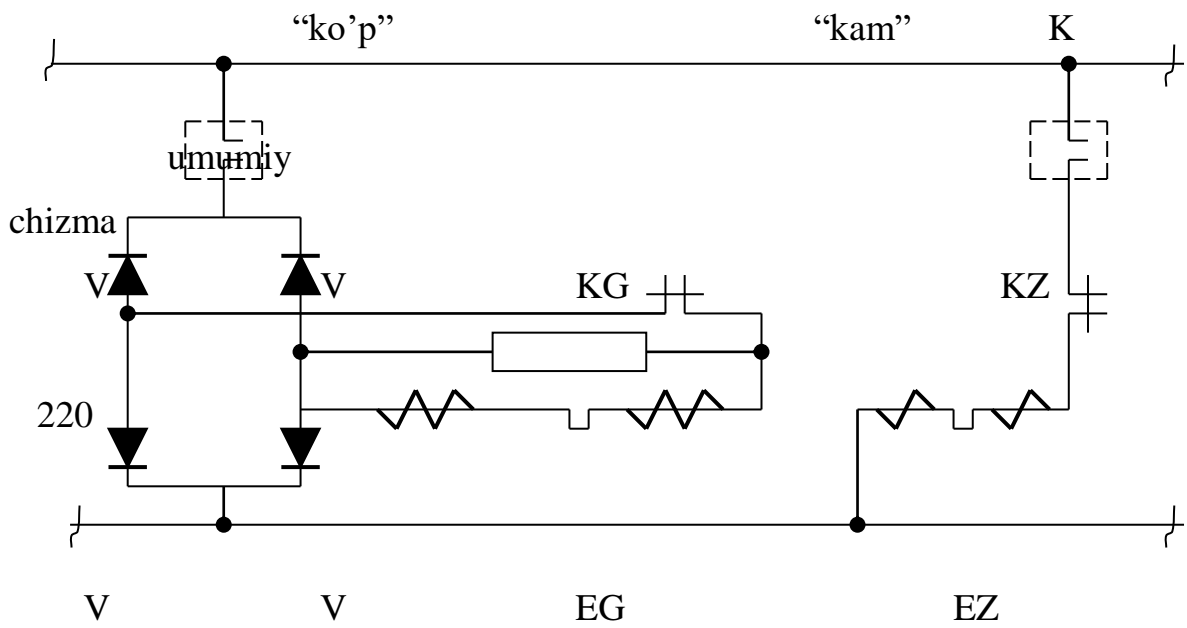 “ko’p” “kam” K
umumiy
chizma
V V KG KZ
220
V V EG EZ